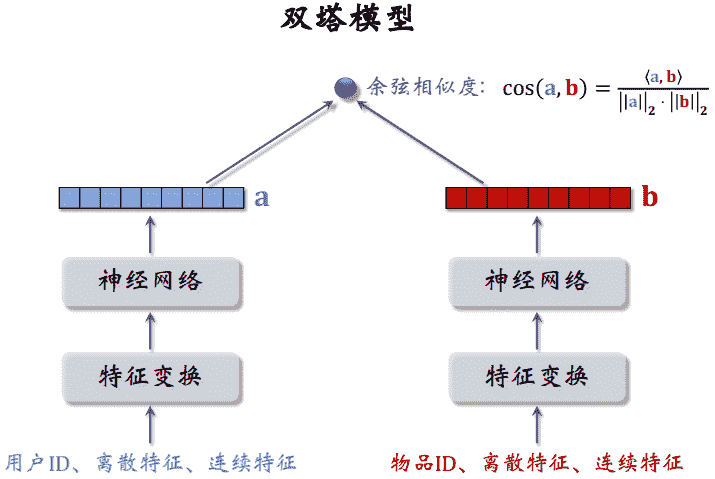 双塔模型
余弦相似度: cos(a, b) = ⟨a, b⟩ / ||a||₂ · ||b||₂
a
b
神经网络
神经网络
特征变换
特征变换
用户ID、离散特征、连续特征
物品ID、离散特征、连续特征